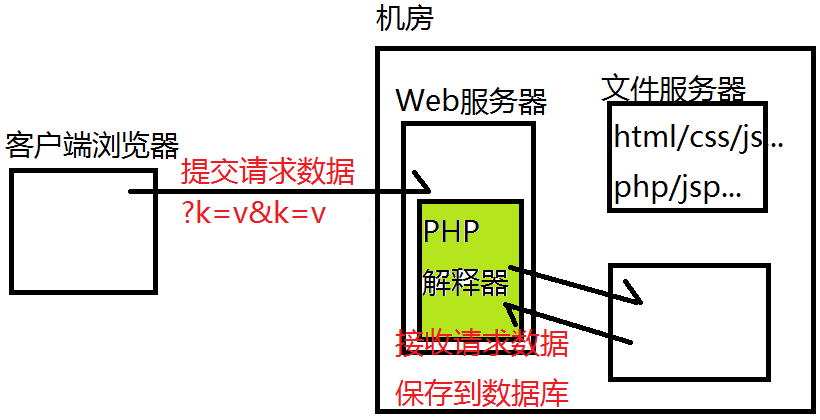 机房
客户端浏览器
提交请求数据
?k=v&k=v
Web服务器
PHP
解释器
接收请求数据
保存到数据库
文件服务器
html/css/js...
php/jsp...